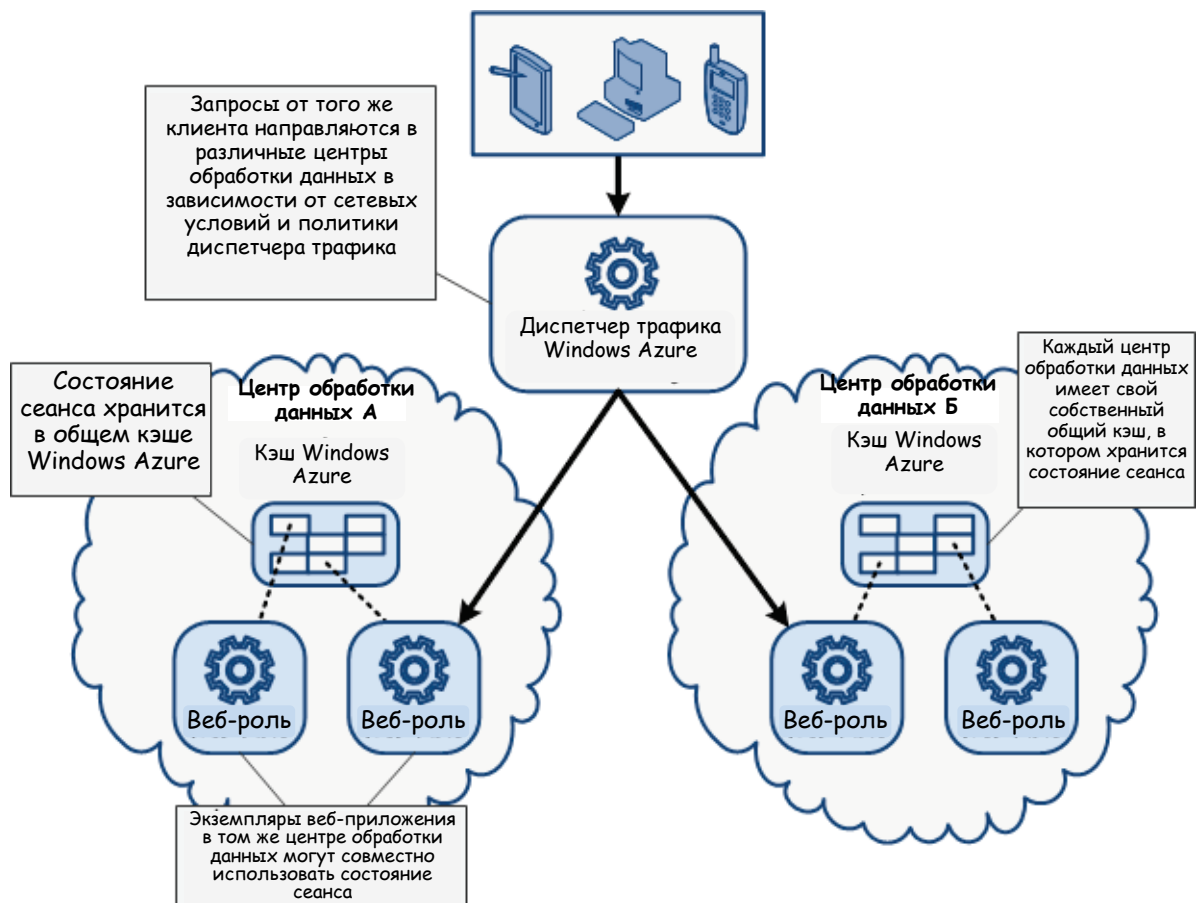 Запросы от того же
клиента направляются в
различные центры
обработки данных в
зависимости от сетевых
условий и политики
диспетчера трафика
Диспетчер трафика
Windows Azure
Состояние
сеанса хранится
в общем кэше
Windows Azure
Центр обработки
данных А
Кэш Windows
Azure
Веб-роль
Веб-роль
Центр обработки
данных Б
Кэш Windows
Azure
Веб-роль
Веб-роль
Каждый центр
обработки данных
имеет свой
собственный
общий кэш, в
котором хранится
состояние сеанса
Экземпляры веб-приложения
в том же центре обработки
данных могут совместно
использовать состояние
сеанса